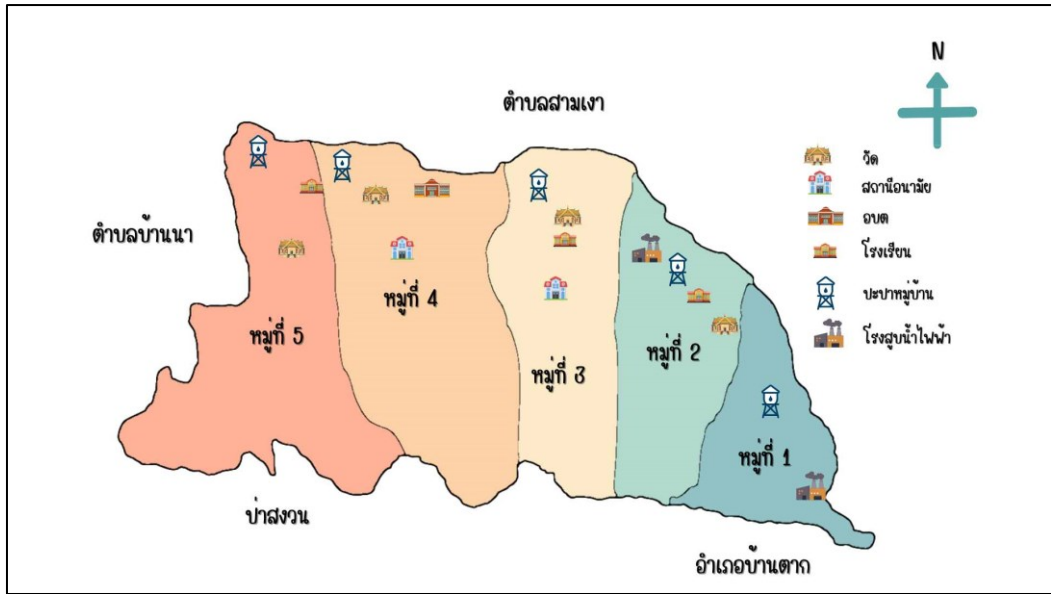 N
ตำบลสามเงา
วัด
สถานีอนามัย
อบต
โรงเรียน
ปะปาหมู่บ้าน
โรงสูบน้ำไฟฟ้า
ตำบลบ้านนา
หมู่ที่ 4
หมู่ที่ 5
หมู่ที่ 3
หมู่ที่ 2
หมู่ที่ 1
ป่าสงวน
อำเภอบ้านตาก